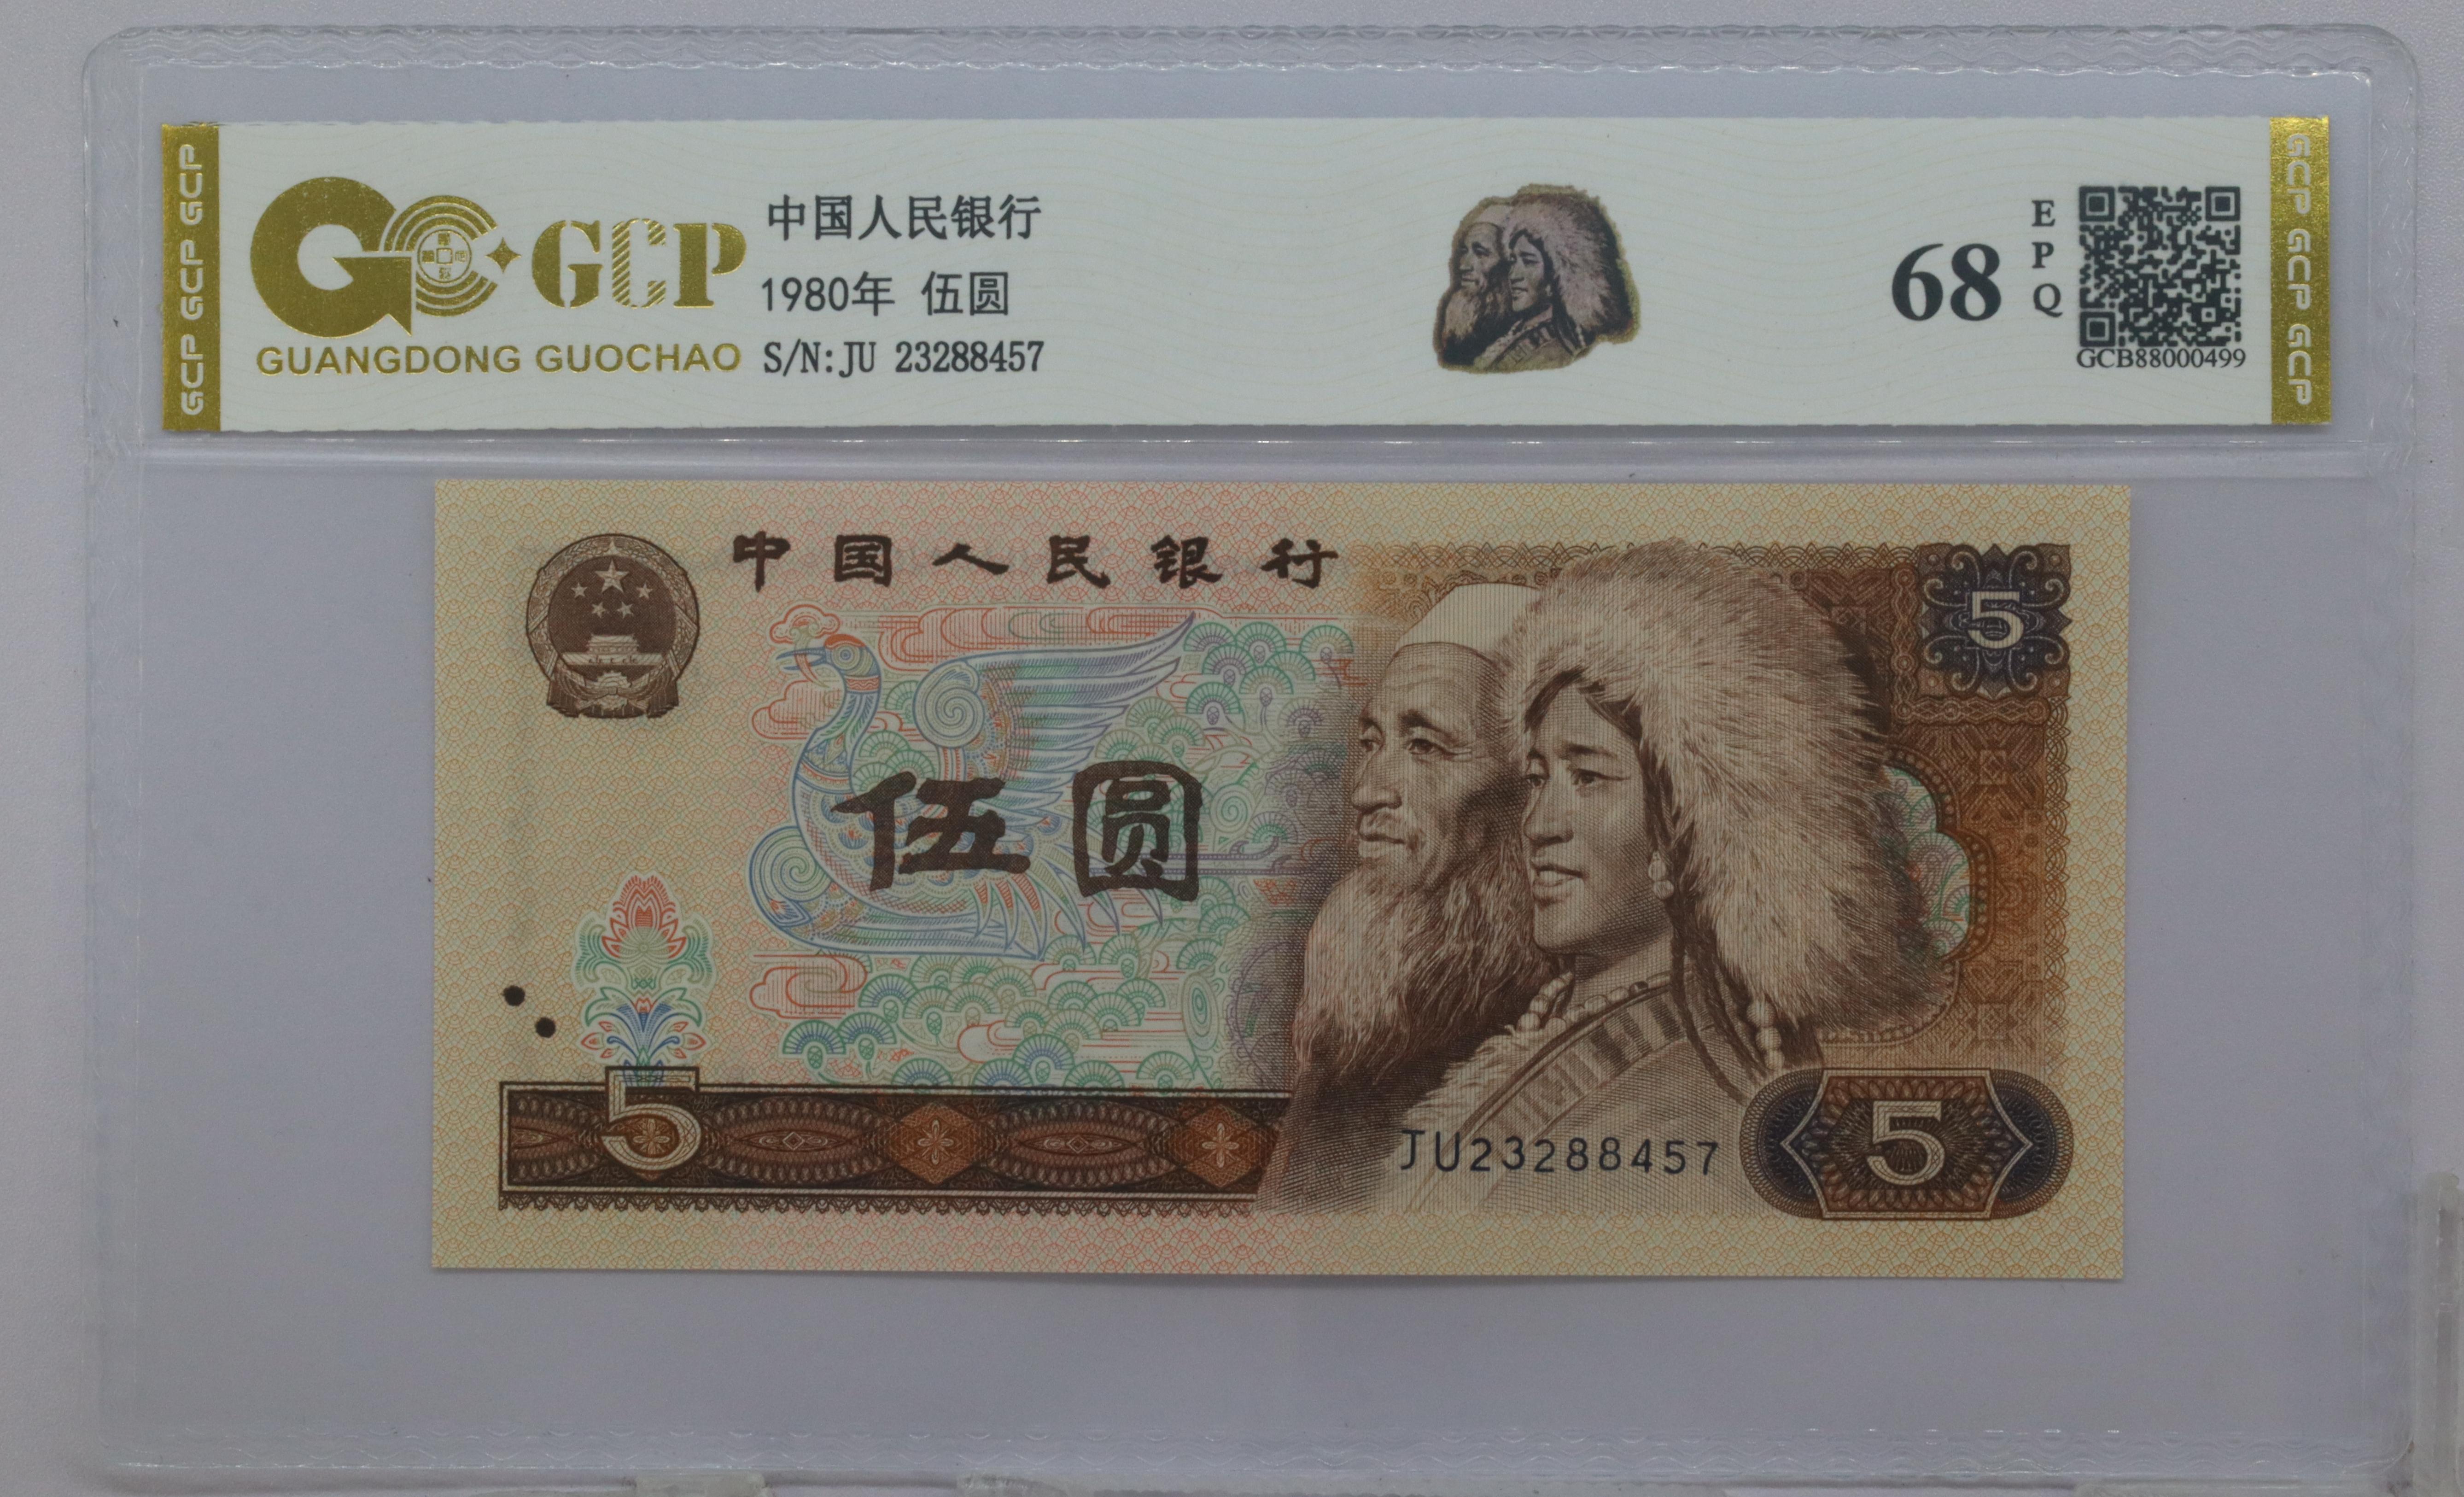 GCP GCP GCP
GCP
GUANGDONG GUOCHAO
中国人民银行
1980年 伍圆
S/N:JU 23288457
68
E
P
Q
GCB88000499
GCP GCP GCP
中国人民银行
5
伍圆
5
JU23288457
5